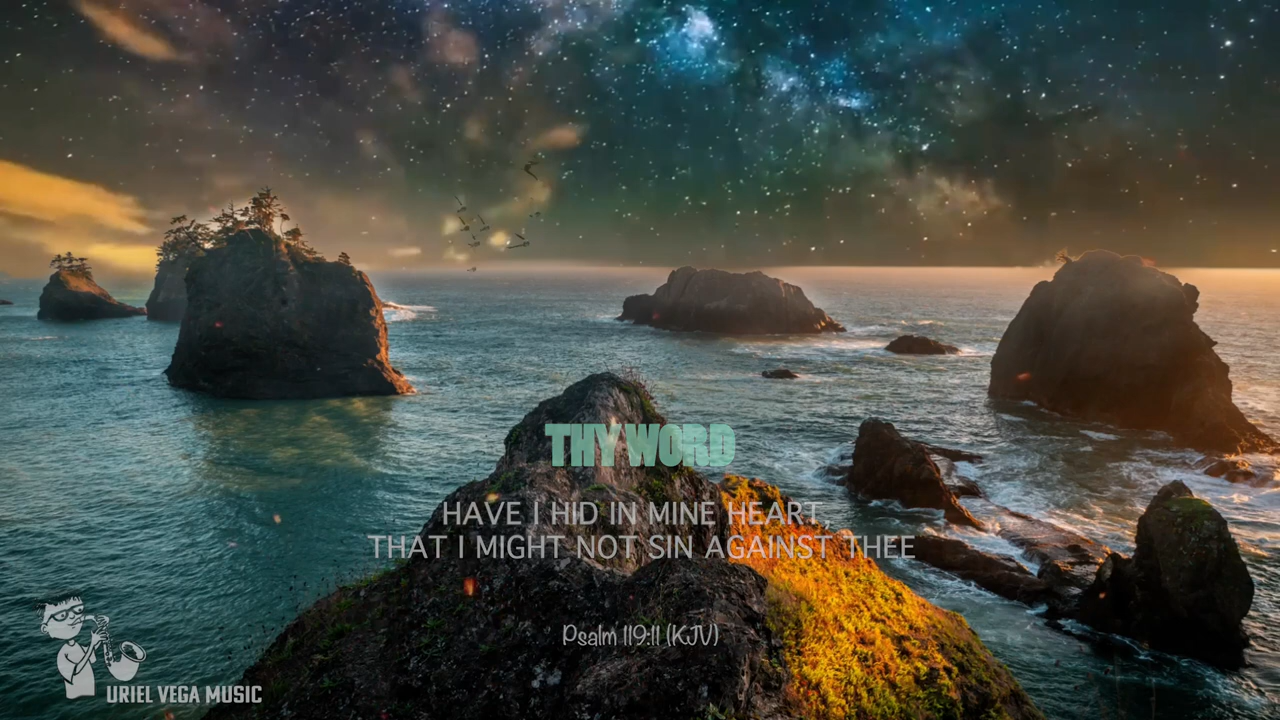 THY WORD
HAVE I HID IN MINE HEART,
THAT I MIGHT NOT SIN AGAINST THEE
Psalm 119:11 (KJV)
URIEL VEGA MUSIC